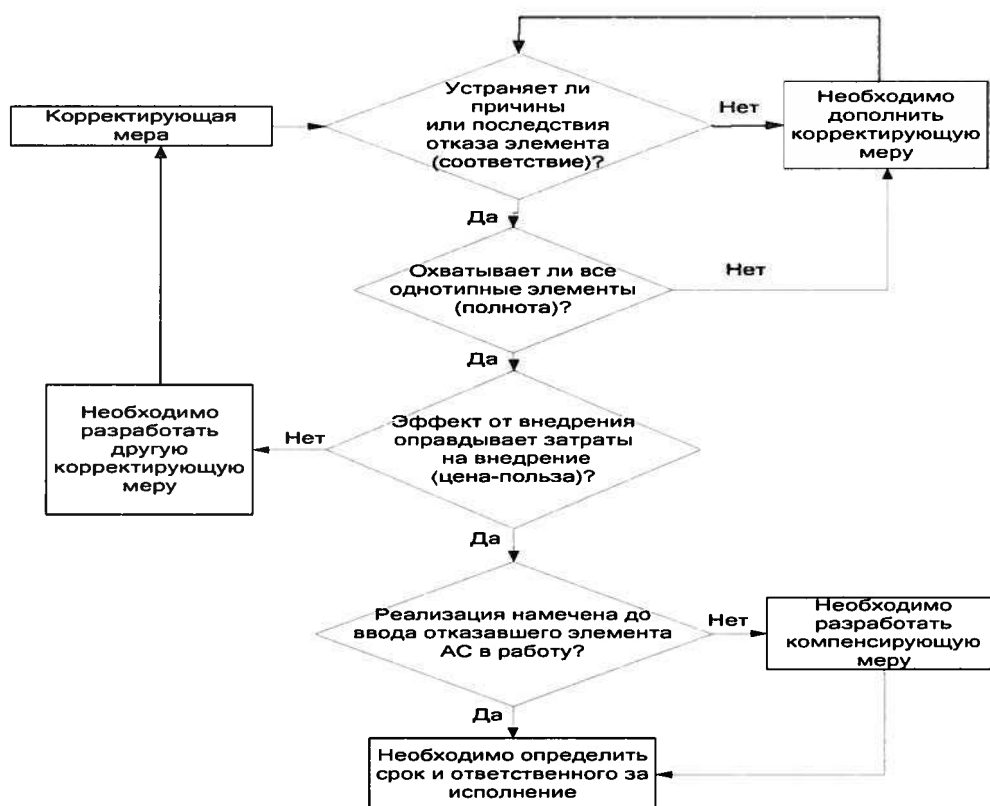 Корректирующая
мера
Устраняет ли
причины
или последствия
отказа элемента
(соответствие)?
Нет
Необходимо
дополнить
корректирующую
меру
Да
Охватывает ли все
однотипные элементы
(полнота)?
Нет
Да
Эффект от внедрения
оправдывает затраты
на внедрение
(цена-польза)?
Нет
Необходимо
разработать
другую
корректирующую
меру
Да
Реализация намечена до
ввода отказавшего элемента
АС в работу?
Нет
Необходимо
разработать
компенсирующую
меру
Да
Необходимо определить
срок и ответственного за
исполнение